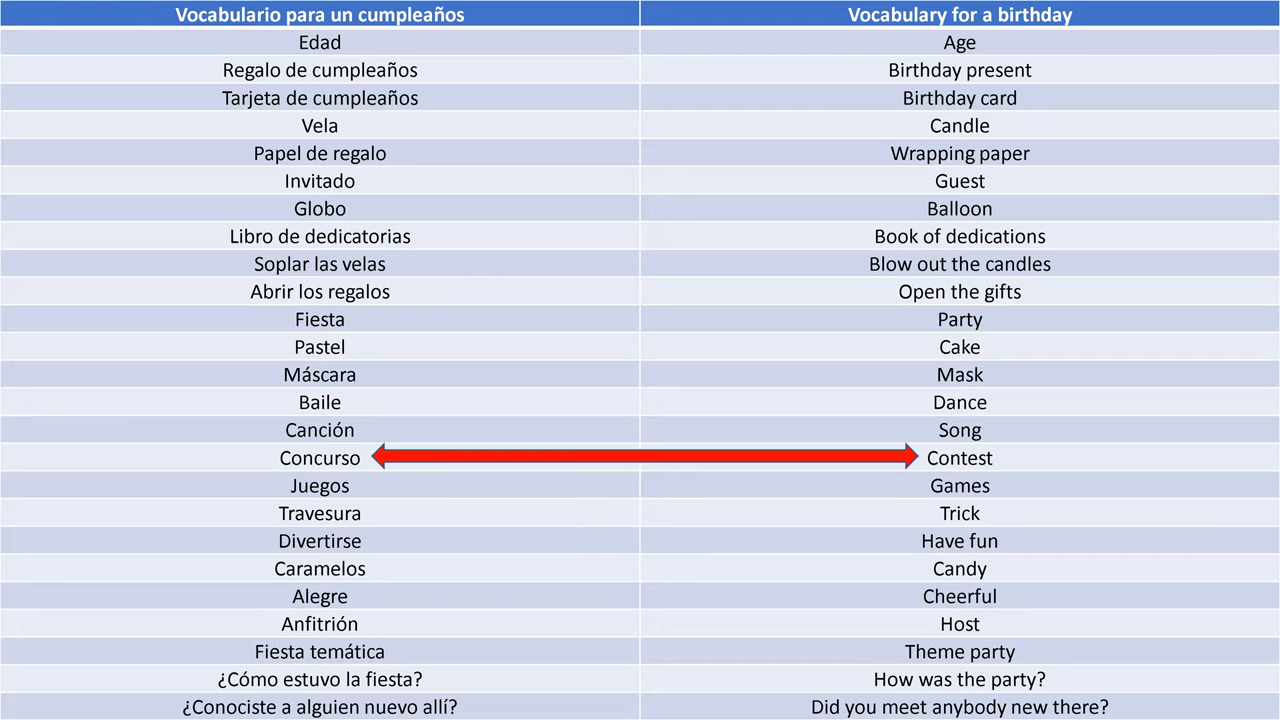 Vocabulario para un cumpleaños Vocabulary for a birthday
Edad Age
Regalo de cumpleaños Birthday present
Tarjeta de cumpleaños Birthday card
Vela Candle
Papel de regalo Wrapping paper
Invitado Guest
Globo Balloon
Libro de dedicatorias Book of dedications
Soplar las velas Blow out the candles
Abrir los regalos Open the gifts
Fiesta Party
Pastel Cake
Máscara Mask
Baile Dance
Canción Song
Concurso Contest
Juegos Games
Travesura Trick
Divertirse Have fun
Caramelos Candy
Alegre Cheerful
Anfitrión Host
Fiesta temática Theme party
¿Cómo estuvo la fiesta? How was the party?
¿Conociste a alguien nuevo allí? Did you meet anybody new there?